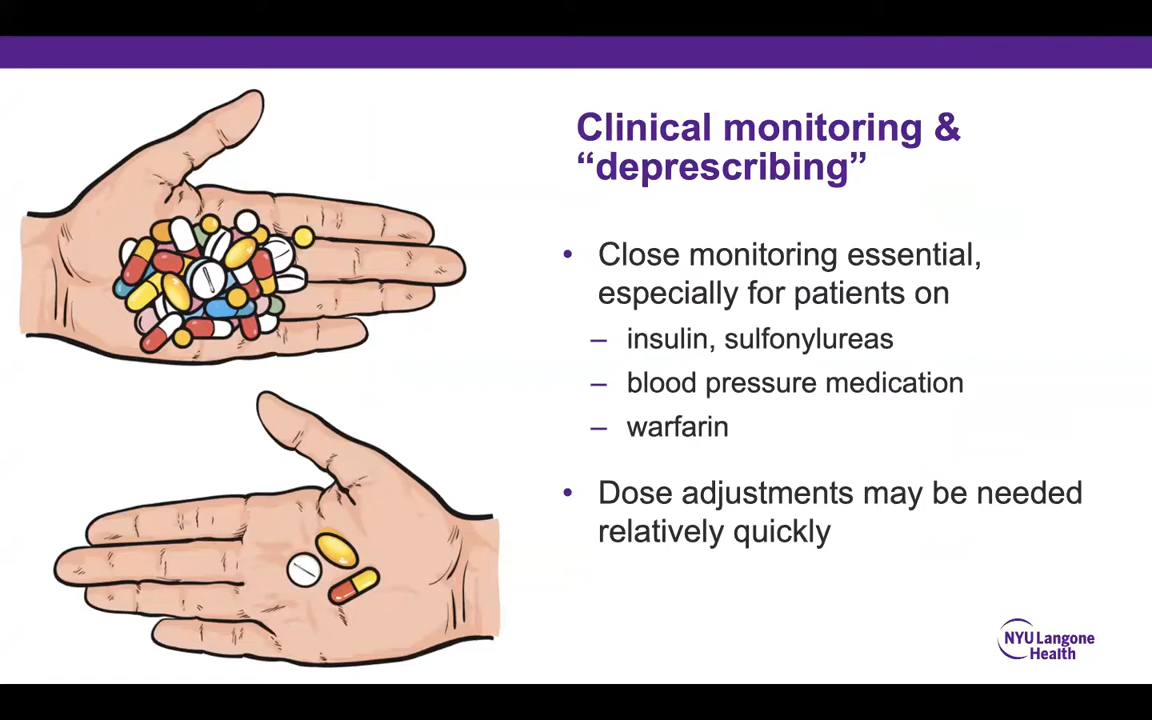 Clinical monitoring &
“deprescribing”
• Close monitoring essential,
especially for patients on
– insulin, sulfonylureas
– blood pressure medication
– warfarin
• Dose adjustments may be needed
relatively quickly
NYU Langone
Health